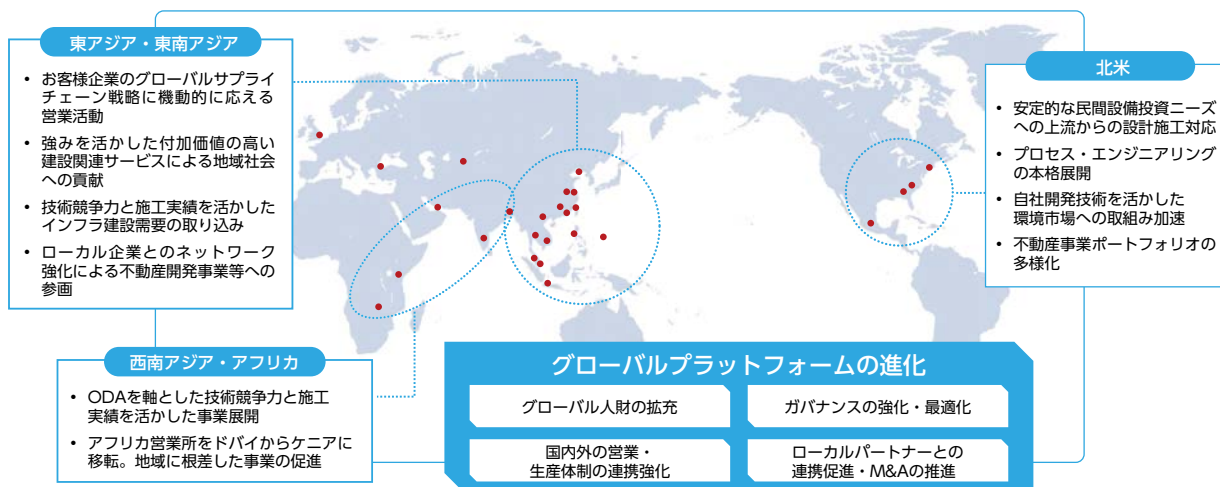 東アジア・東南アジア
• お客様企業のグローバルサプライ
チェーン戦略に機動的に応える
営業活動
• 強みを活かした付加価値の高い
建設関連サービスによる地域社会
への貢献
• 技術競争力と施工実績を活かした
インフラ建設需要の取り込み
• ローカル企業とのネットワーク
強化による不動産開発事業等への
参画
北米
• 安定的な民間設備投資ニーズ
への上流からの設計施工対応
• プロセス・エンジニアリング
の本格展開
• 自社開発技術を活かした
環境市場への取組み加速
• 不動産事業ポートフォリオの
多様化
西南アジア・アフリカ
• ODAを軸とした技術競争力と施工
実績を活かした事業展開
• アフリカ営業所をドバイからケニアに
移転。地域に根差した事業の促進
グローバルプラットフォームの進化
グローバル人財の拡充
ガバナンスの強化・最適化
国内外の営業・
生産体制の連携強化
ローカルパートナーとの
連携促進・M&Aの推進